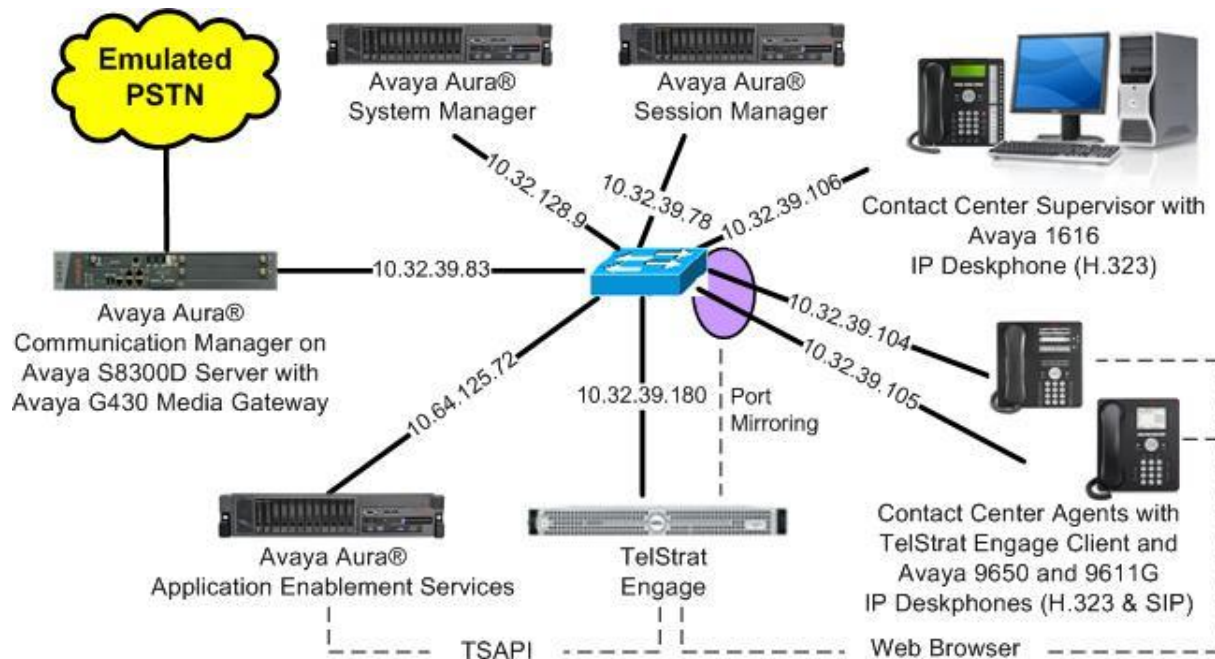 Emulated
PSTN
Avaya Aura®
System Manager
Avaya Aura®
Session Manager
10.32.128.9
10.32.39.78
10.32.39.106
Contact Center Supervisor with
Avaya 1616
IP Deskphone (H.323)
10.32.39.83
Avaya Aura®
Communication Manager on
Avaya S8300D Server with
Avaya G430 Media Gateway
10.64.125.72
10.32.39.180
Port
Mirroring
10.32.39.104
10.32.39.105
Avaya Aura®
Application Enablement Services
TelStrat
Engage
Contact Center Agents with
TelStrat Engage Client and
Avaya 9650 and 9611G
IP Deskphones (H.323 & SIP)
TSAPI
Web Browser